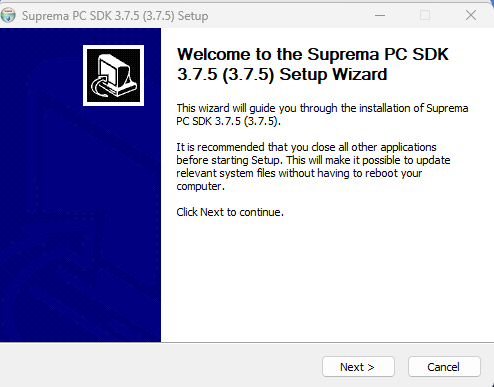 Suprema PC SDK 3.7.5 (3.7.5) Setup
Welcome to the Suprema PC SDK
3.7.5 (3.7.5) Setup Wizard
This wizard will guide you through the installation of Suprema
PC SDK 3.7.5 (3.7.5).
It is recommended that you close all other applications
before starting Setup. This will make it possible to update
relevant system files without having to reboot your
computer.
Click Next to continue.
Next >
Cancel